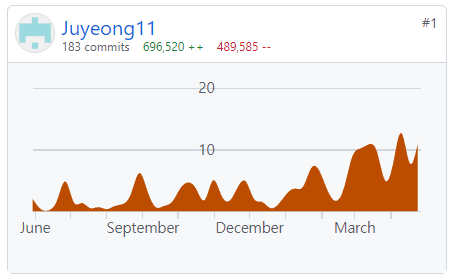 Juyeong11
#1
183 commits 696,520 ++ 489,585 --
20
10
June September December March